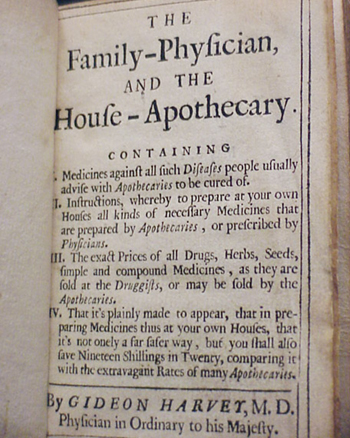 THE
Family-Phyſician,
AND THE
Houſe-Apothecary.
CONTAINING
I. Medicines againſt all ſuch Diſeaſes people uſually
adviſe with Apothecaries to be cured of.
II. Inſtructions, whereby to prepare at your own
Houſes all kinds of neceſſary Medicines that
are prepared by Apothecaries, or preſcribed by
Phyſicians.
III. The exact Prices of all Drugs, Herbs, Seeds,
ſimple and compound Medicines, as they are
ſold at the Druggiſts, or may be ſold by the
Apothecaries.
IV. That it's plainly made to appear, that in pre-
paring Medicines thus at your own Houſes, that
it's not onely a far ſafer way, but you ſhall alſo
ſave Nineteen Shillings in Twenty, comparing it
with the extravagant Rates of many Apothecaries.
By GIDEON HARVEY, M.D.
Phyſician in Ordinary to his Majeſty.